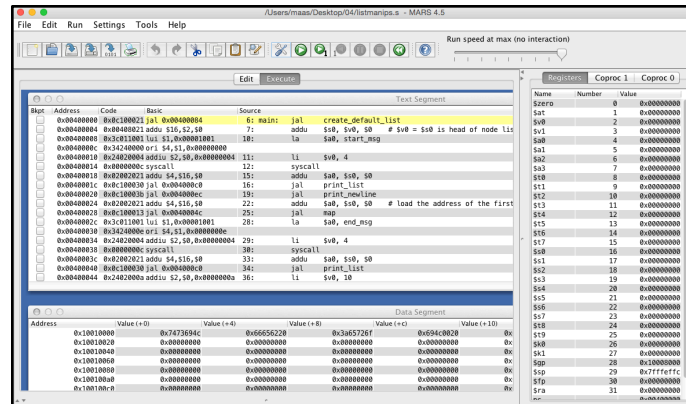 /Users/maas/Desktop/04/listmanips.s - MARS 4.5
File Edit Run Settings Tools Help
Run speed at max (no interaction)
Edit Execute
Text Segment
Bkpt Address Code Basic Source
0x00400000 0x0c100021 jal 0x00400084 6: main: jal create_default_list
0x00400004 0x00408021 addu $16,$2,$0 7: addu $s0, $v0, $0 # $v0 = $s0 is head of node lis
0x00400008 0x3c011001 lui $1,0x00001001 10: la $a0, start_msg
0x0040000c 0x34240000 ori $4,$1,0x00000000
0x00400010 0x24020004 addiu $2,$0,0x00000004 11: li $v0, 4
0x00400014 0x0000000c syscall 12: syscall
0x00400018 0x02002021 addu $4,$16,$0 15: addu $a0, $s0, $0
0x0040001c 0x0c100030 jal 0x004000c0 16: jal print_list
0x00400020 0x0c10003b jal 0x004000ec 19: jal print_newline
0x00400024 0x02002021 addu $4,$16,$0 22: addu $a0, $s0, $0 # load the address of the first
0x00400028 0x0c100013 jal 0x0040004c 25: jal map
0x0040002c 0x3c011001 lui $1,0x00001001 28: la $a0, end_msg
0x00400030 0x3424000e ori $4,$1,0x0000000e
0x00400034 0x24020004 addiu $2,$0,0x00000004 29: li $v0, 4
0x00400038 0x0000000c syscall 30: syscall
0x0040003c 0x02002021 addu $4,$16,$0 33: addu $a0, $s0, $0
0x00400040 0x0c100030 jal 0x004000c0 34: jal print_list
0x00400044 0x2402000a addiu $2,$0,0x0000000a 36: li $v0, 10
Data Segment
Address Value (+0) Value (+4) Value (+8) Value (+c) Value (+10)
0x10010000 0x7473694c 0x66656220 0x3a65726f 0x694c0020 0x
0x10010020 0x00000000 0x00000000 0x00000000 0x00000000 0x
0x10010040 0x00000000 0x00000000 0x00000000 0x00000000 0x
0x10010060 0x00000000 0x00000000 0x00000000 0x00000000 0x
0x10010080 0x00000000 0x00000000 0x00000000 0x00000000 0x
0x100100a0 0x00000000 0x00000000 0x00000000 0x00000000 0x
0x100100c0 0x00000000 0x00000000 0x00000000 0x00000000 0x
Registers Coproc 1 Coproc 0
Name Number Value
$zero 0 0x00000000
$at 1 0x00000000
$v0 2 0x00000000
$v1 3 0x00000000
$a0 4 0x00000000
$a1 5 0x00000000
$a2 6 0x00000000
$a3 7 0x00000000
$t0 8 0x00000000
$t1 9 0x00000000
$t2 10 0x00000000
$t3 11 0x00000000
$t4 12 0x00000000
$t5 13 0x00000000
$t6 14 0x00000000
$t7 15 0x00000000
$s0 16 0x00000000
$s1 17 0x00000000
$s2 18 0x00000000
$s3 19 0x00000000
$s4 20 0x00000000
$s5 21 0x00000000
$s6 22 0x00000000
$s7 23 0x00000000
$t8 24 0x00000000
$t9 25 0x00000000
$k0 26 0x00000000
$k1 27 0x00000000
$gp 28 0x10008000
$sp 29 0x7fffeffc
$fp 30 0x00000000
$ra 31 0x00000000
pc 0x00400000